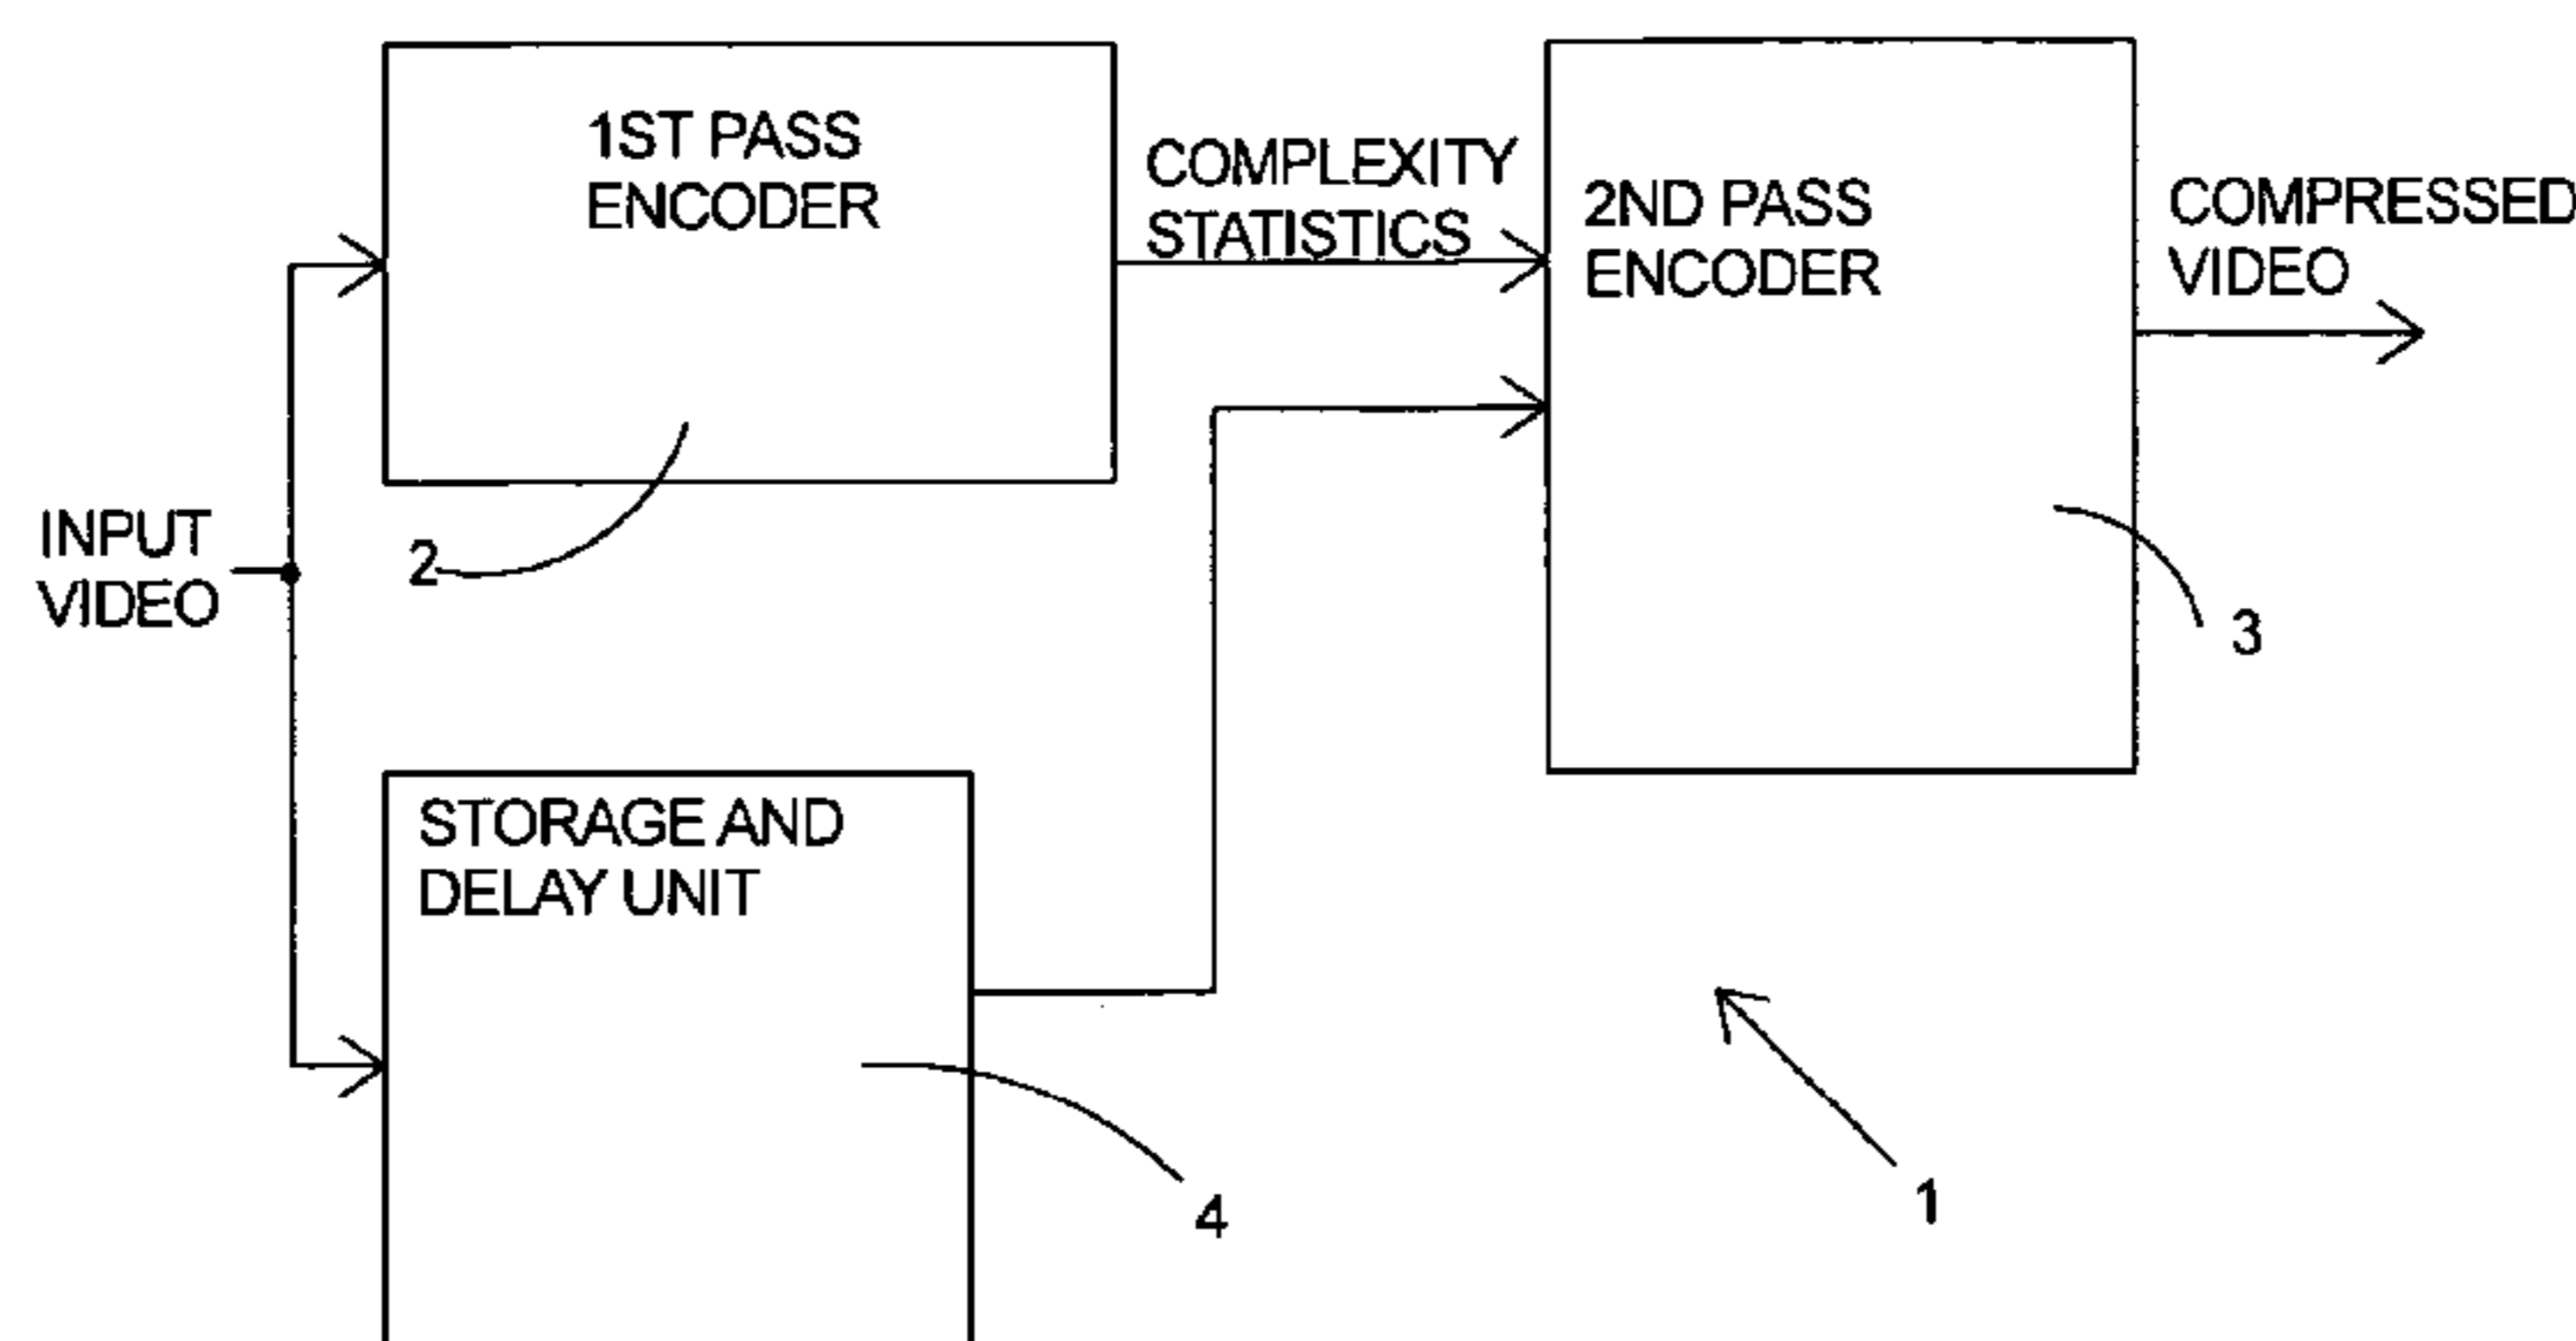 1ST PASS
ENCODER
COMPLEXITY
STATISTICS
2ND PASS
ENCODER
COMPRESSED
VIDEO
INPUT
VIDEO
2
3
STORAGE AND
DELAY UNIT
4
1